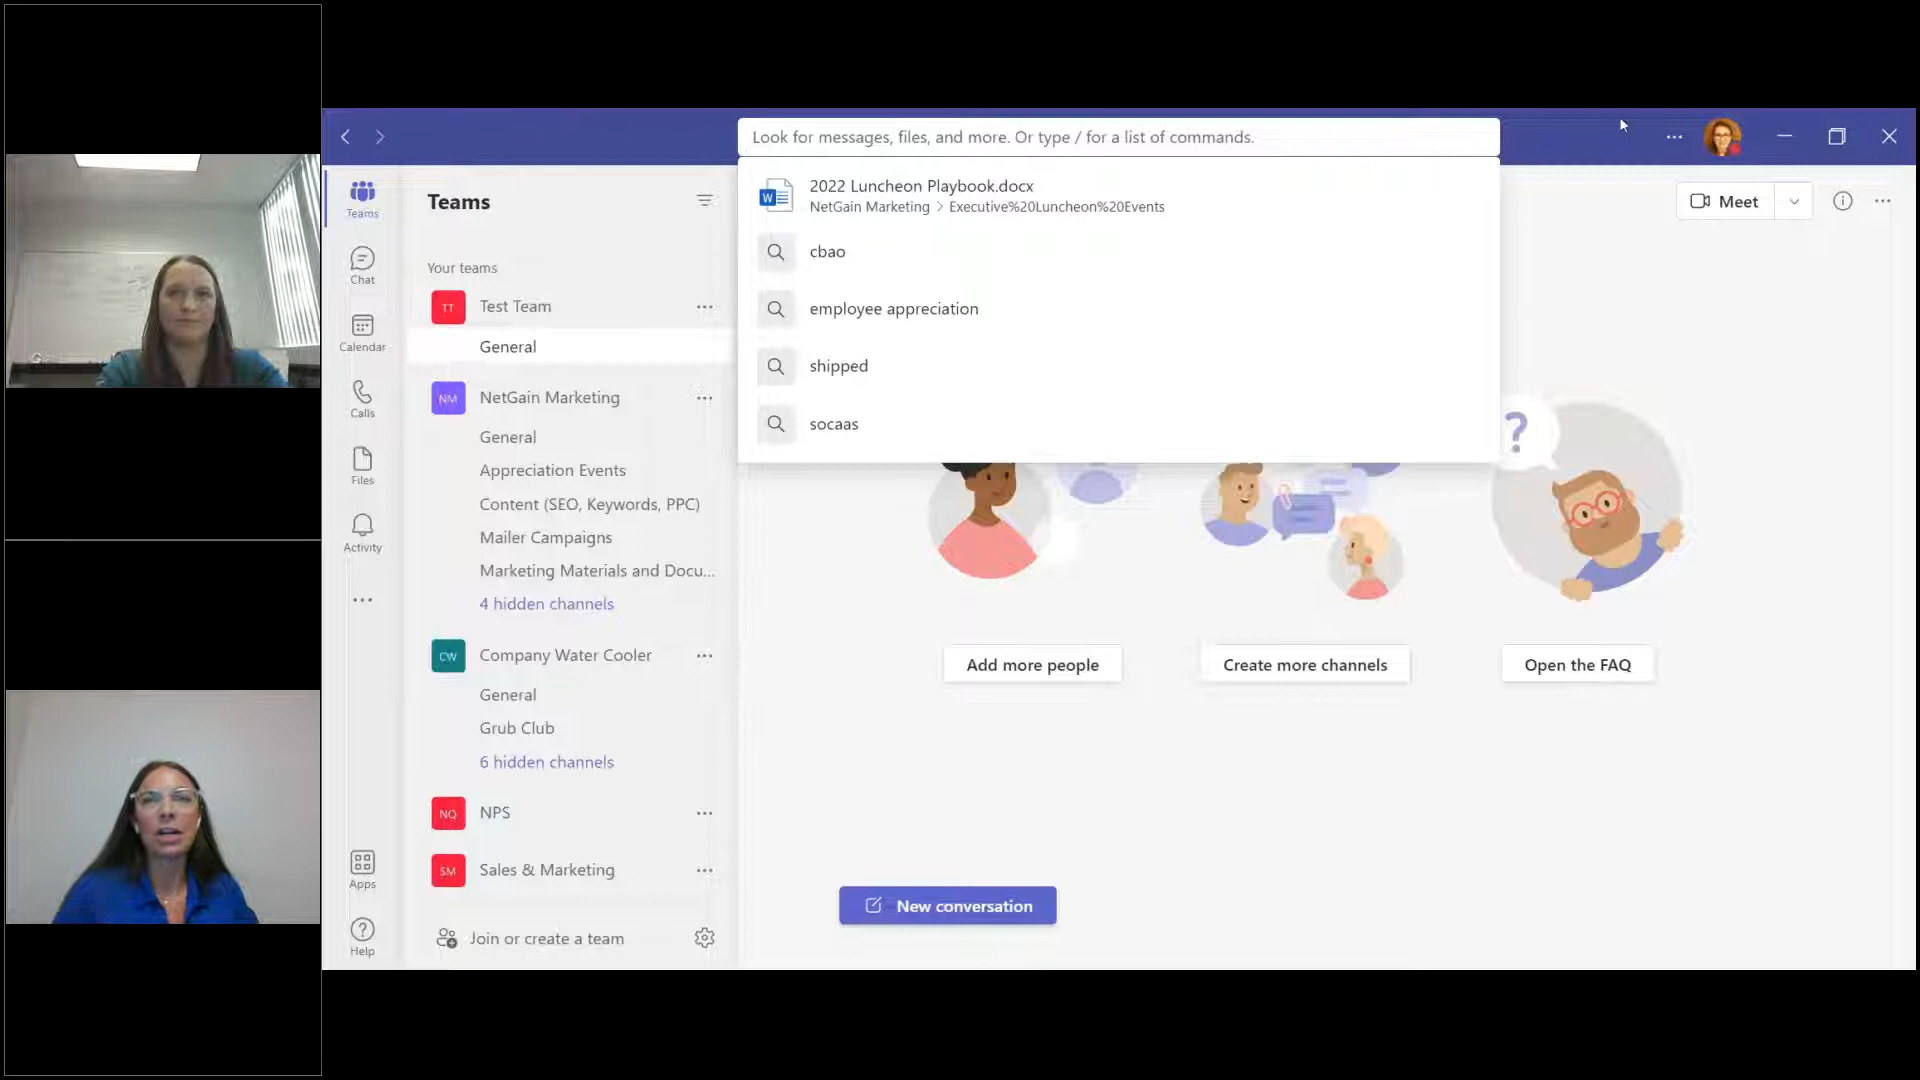 Look for messages, files, and more. Or type / for a list of commands.
2022 Luncheon Playbook.docx
NetGain Marketing > Executive%20Luncheon%20Events
cbao
employee appreciation
shipped
socaas
Meet
Teams
Chat
Calendar
Calls
Files
Activity
Apps
Help
Teams
Your teams
TT Test Team
General
NM NetGain Marketing
General
Appreciation Events
Content (SEO, Keywords, PPC)
Mailer Campaigns
Marketing Materials and Docu...
4 hidden channels
CW Company Water Cooler
General
Grub Club
6 hidden channels
NQ NPS
SM Sales & Marketing
Join or create a team
?
Add more people
Create more channels
Open the FAQ
New conversation